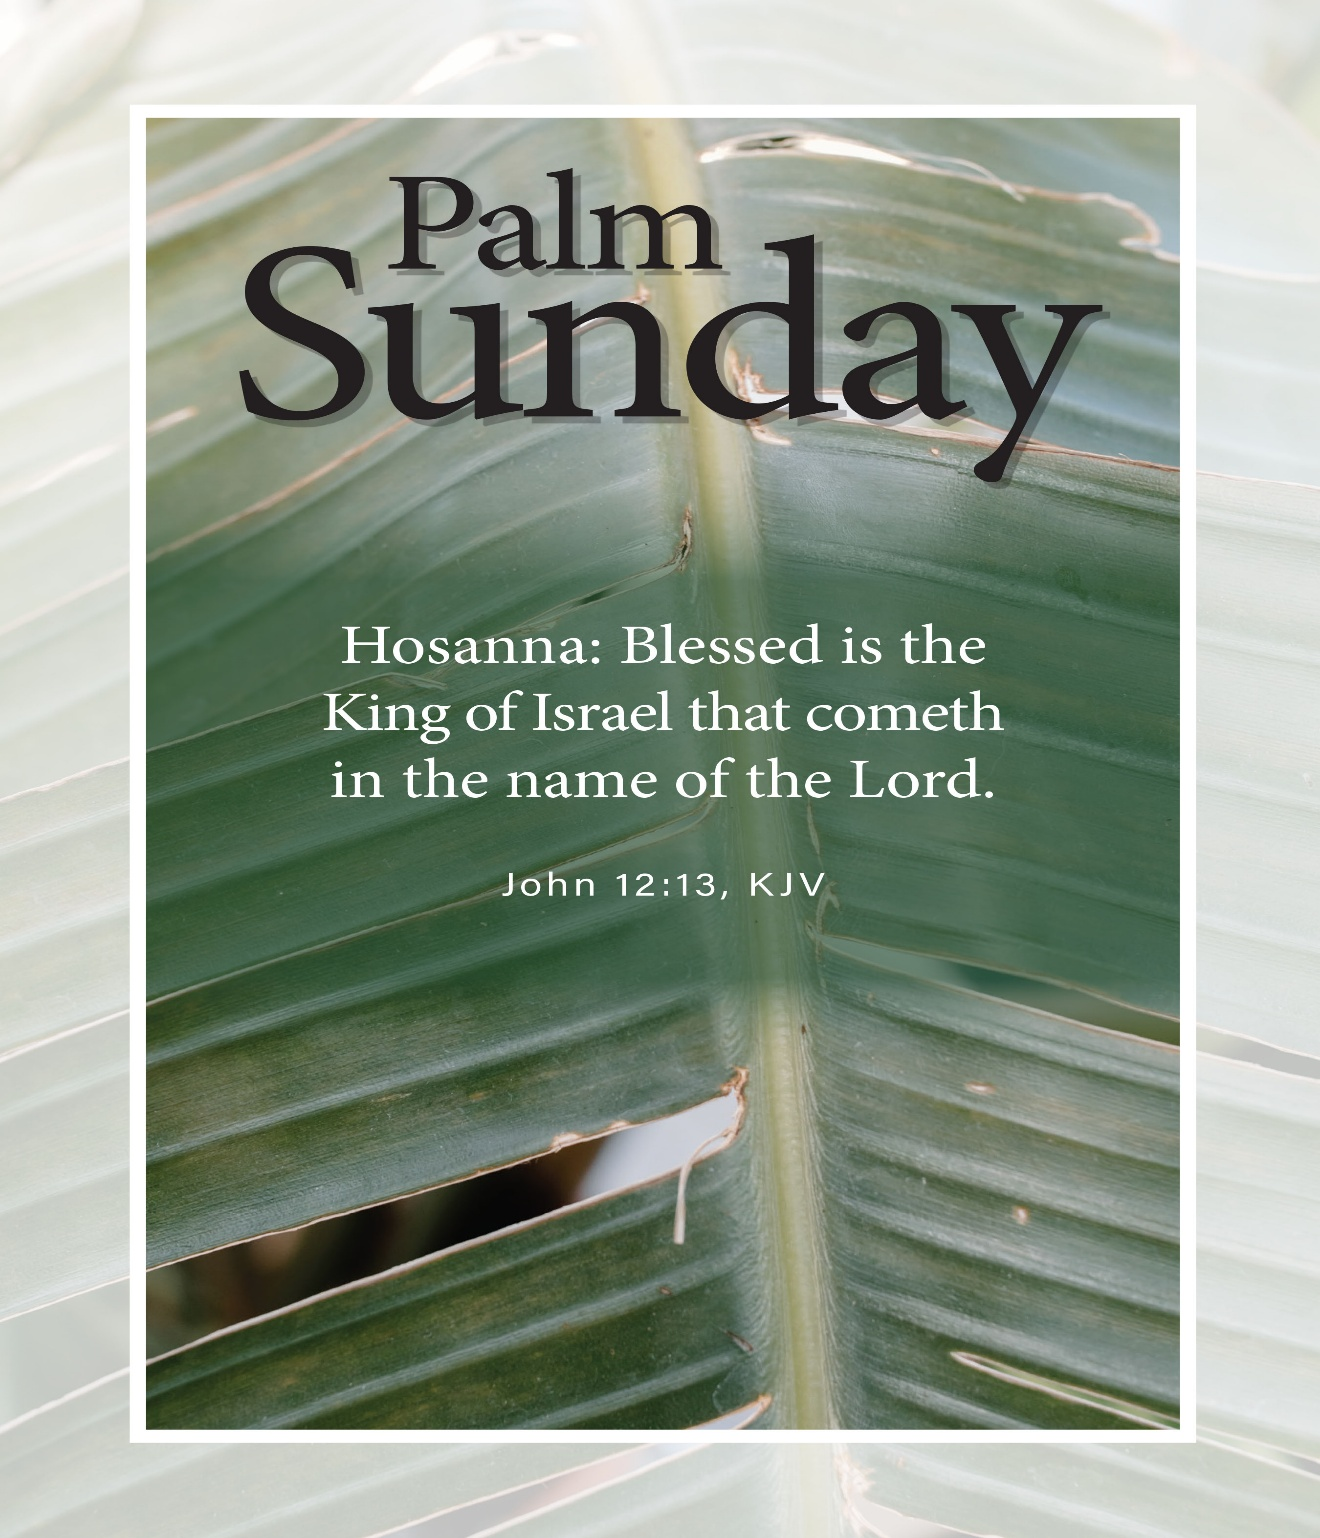 Palm
Sunday
Hosanna: Blessed is the
King of Israel that cometh
in the name of the Lord.
John 12:13, KJV